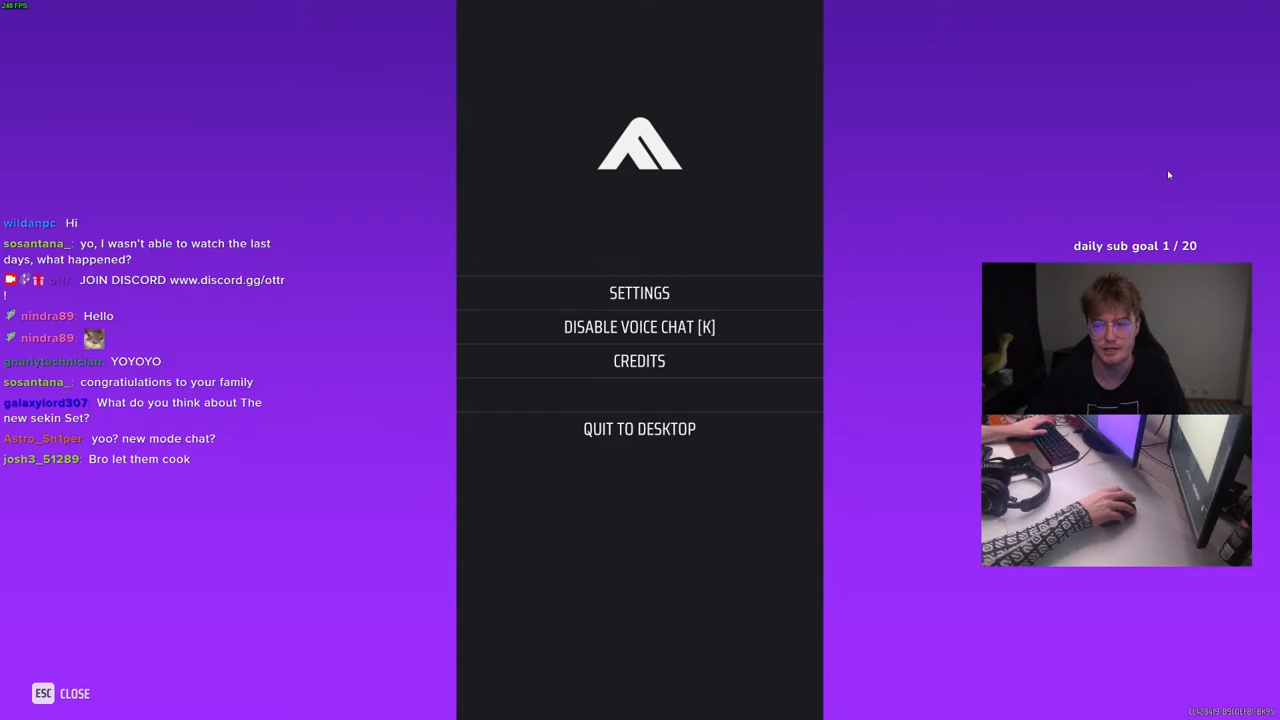 240 FPS
wildanpc: Hi
sosantana_: yo, I wasn't able to watch the last
days, what happened?
ottr: JOIN DISCORD www.discord.gg/ottr
!
nindra89: Hello
nindra89:
gnarlytechnician: YOYOYO
sosantana_: congratiulations to your family
galaxylord307: What do you think about The
new sekin Set?
Astro_Sn1per: yoo? new mode chat?
josh3_51289: Bro let them cook
SETTINGS
DISABLE VOICE CHAT [K]
CREDITS
QUIT TO DESKTOP
daily sub goal 1 / 20
ESC CLOSE